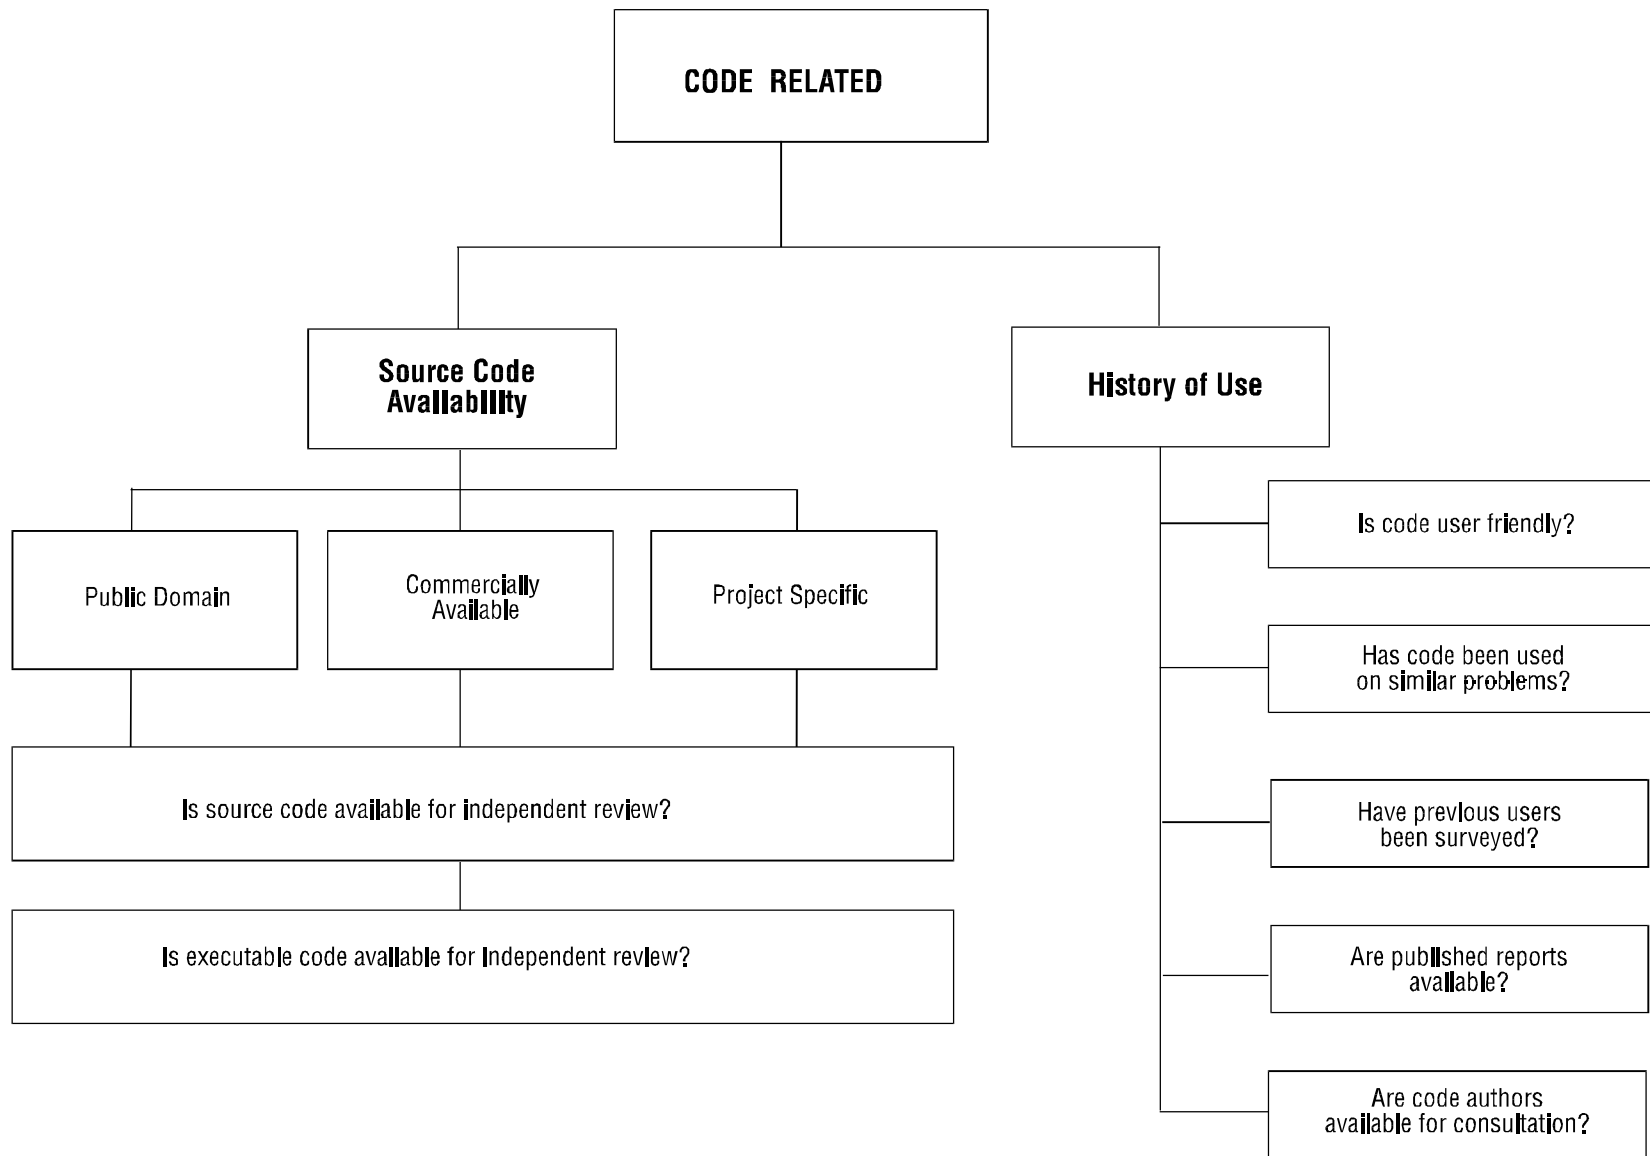 CODE RELATED
Source Code
Availability
History of Use
Public Domain
Commercially
Available
Project Specific
Is source code available for independent review?
Is executable code available for independent review?
Is code user friendly?
Has code been used
on similar problems?
Have previous users
been surveyed?
Are published reports
available?
Are code authors
available for consultation?